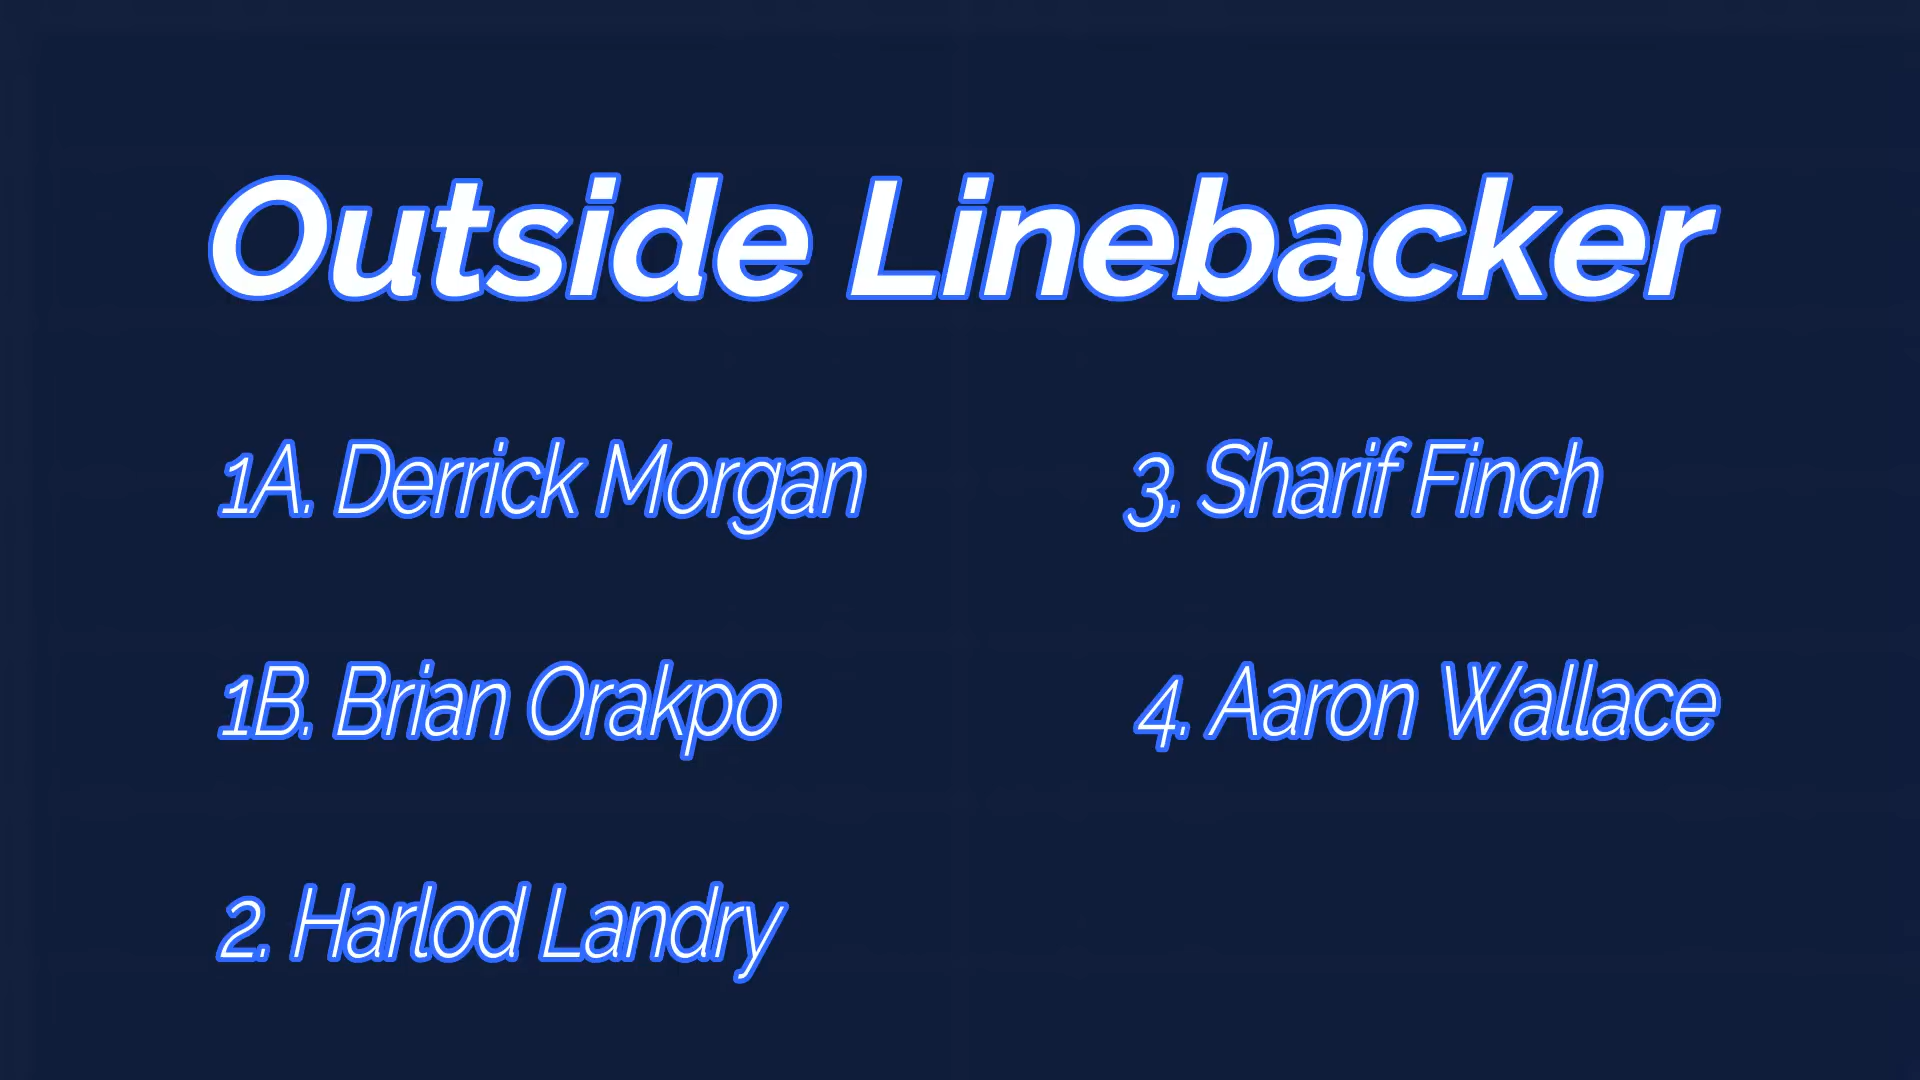 Outside Linebacker
1A. Derrick Morgan
1B. Brian Orakpo
2. Harlod Landry
3. Sharif Finch
4. Aaron Wallace